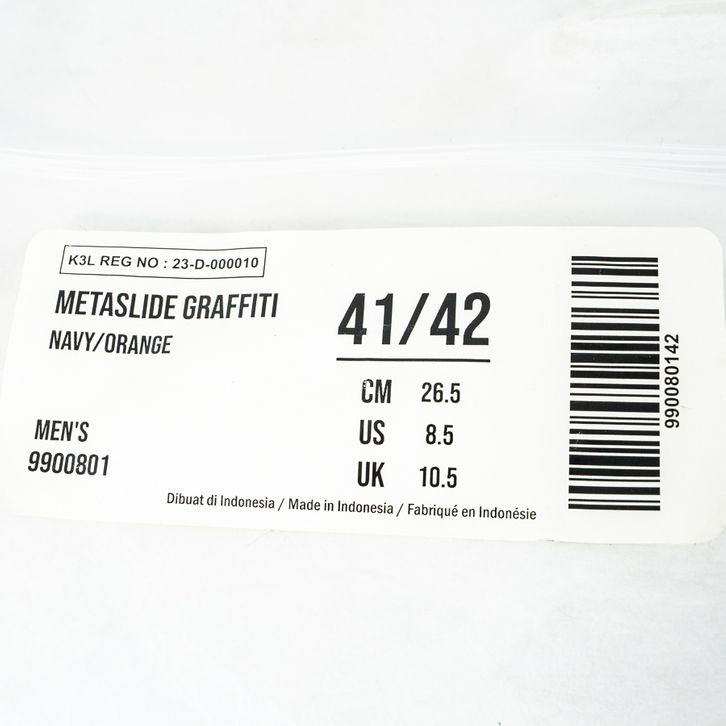 K3L REG NO : 23-D-000010
METASLIDE GRAFFITI
NAVY/ORANGE
MEN'S
9900801
41/42
CM 26.5
US 8.5
UK 10.5
Dibuat di Indonesia / Made in Indonesia / Fabriqué en Indonésie
990080142